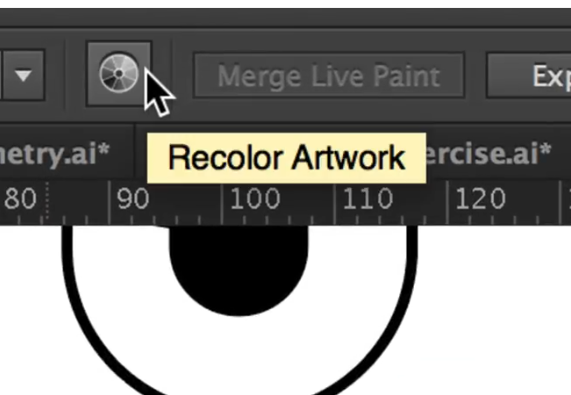 Merge Live Paint Exp
etry.ai* Recolor Artwork ercise.ai*
80 90 100 110 120